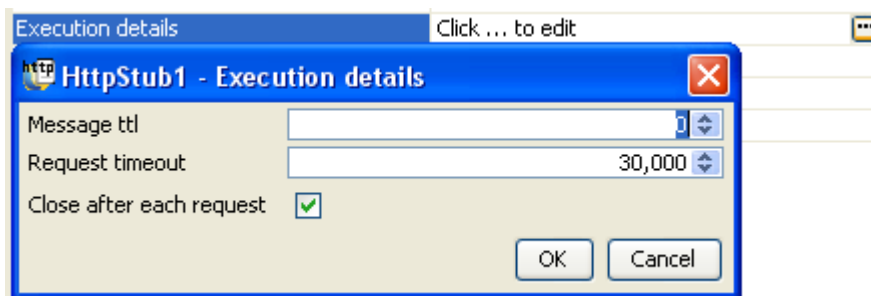 Execution details Click ... to edit ...
http HttpStub1 - Execution details
Message ttl 0
Request timeout 30,000
Close after each request
OK Cancel